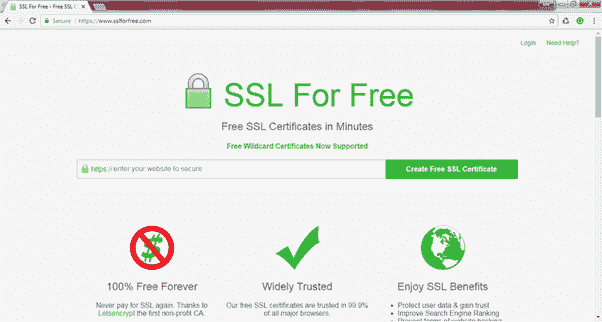 SSL For Free - Free SSL C
Secure https://www.sslforfree.com
Login Need Help?
SSL For Free
Free SSL Certificates in Minutes
Free Wildcard Certificates Now Supported
https://enter your website to secure Create Free SSL Certificate
100% Free Forever
Never pay for SSL again. Thanks to
Letsencrypt the first non-profit CA.
Widely Trusted
Our free SSL certificates are trusted in 99.9%
of all major browsers.
Enjoy SSL Benefits
• Protect user data & gain trust
• Improve Search Engine Ranking